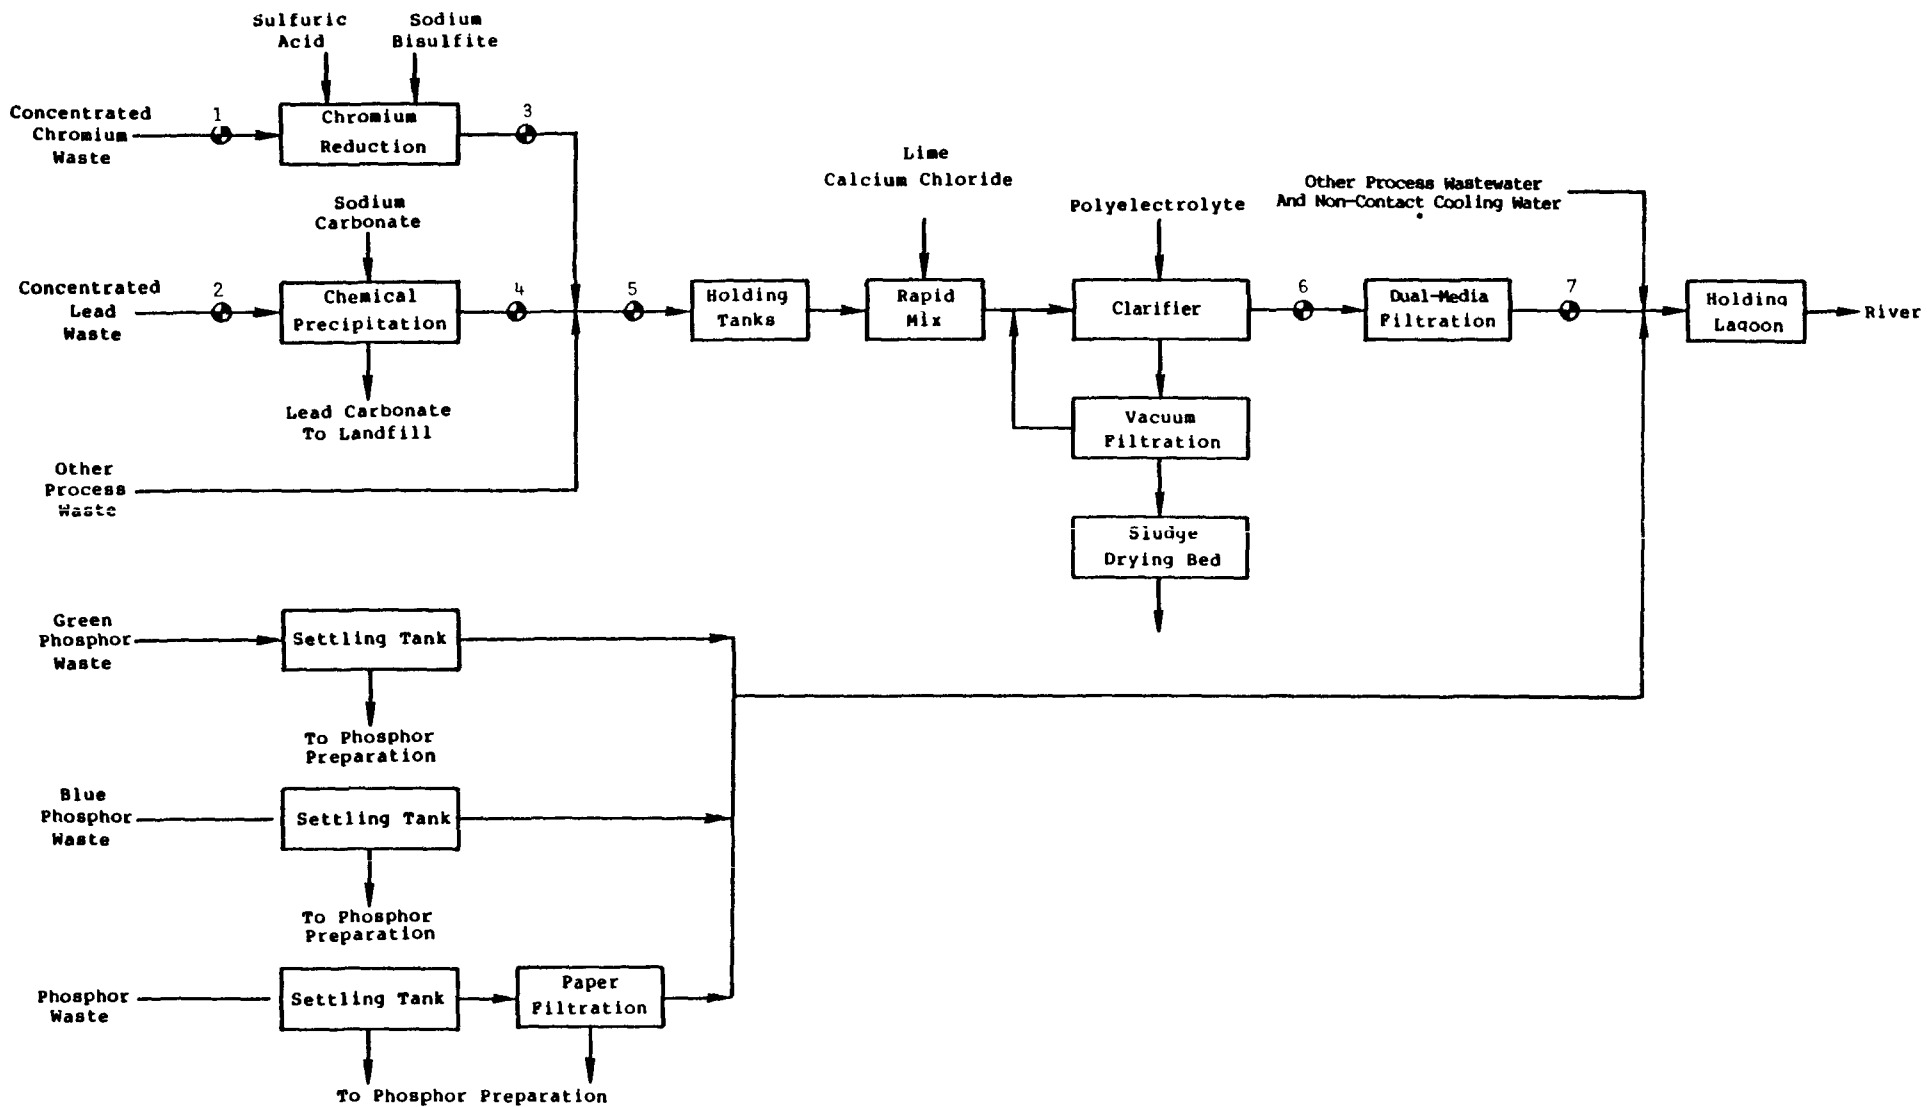 Sulfuric
Acid
Sodium
Bisulfite
Concentrated
Chromium
Waste
1
Chromium
Reduction
3
Sodium
Carbonate
Concentrated
Lead
Waste
2
Chemical
Precipitation
4
Lead Carbonate
To Landfill
Other
Process
Waste
5
Holding
Tanks
Lime
Calcium Chloride
Rapid
Mix
Polyelectrolyte
Clarifier
Vacuum
Filtration
Sludge
Drying Bed
6
Dual-Media
Filtration
7
Other Process Wastewater
And Non-Contact Cooling Water
Holding
Lagoon
River
Green
Phosphor
Waste
Settling Tank
To Phosphor
Preparation
Blue
Phosphor
Waste
Settling Tank
To Phosphor
Preparation
Phosphor
Waste
Settling Tank
Paper
Filtration
To Phosphor Preparation